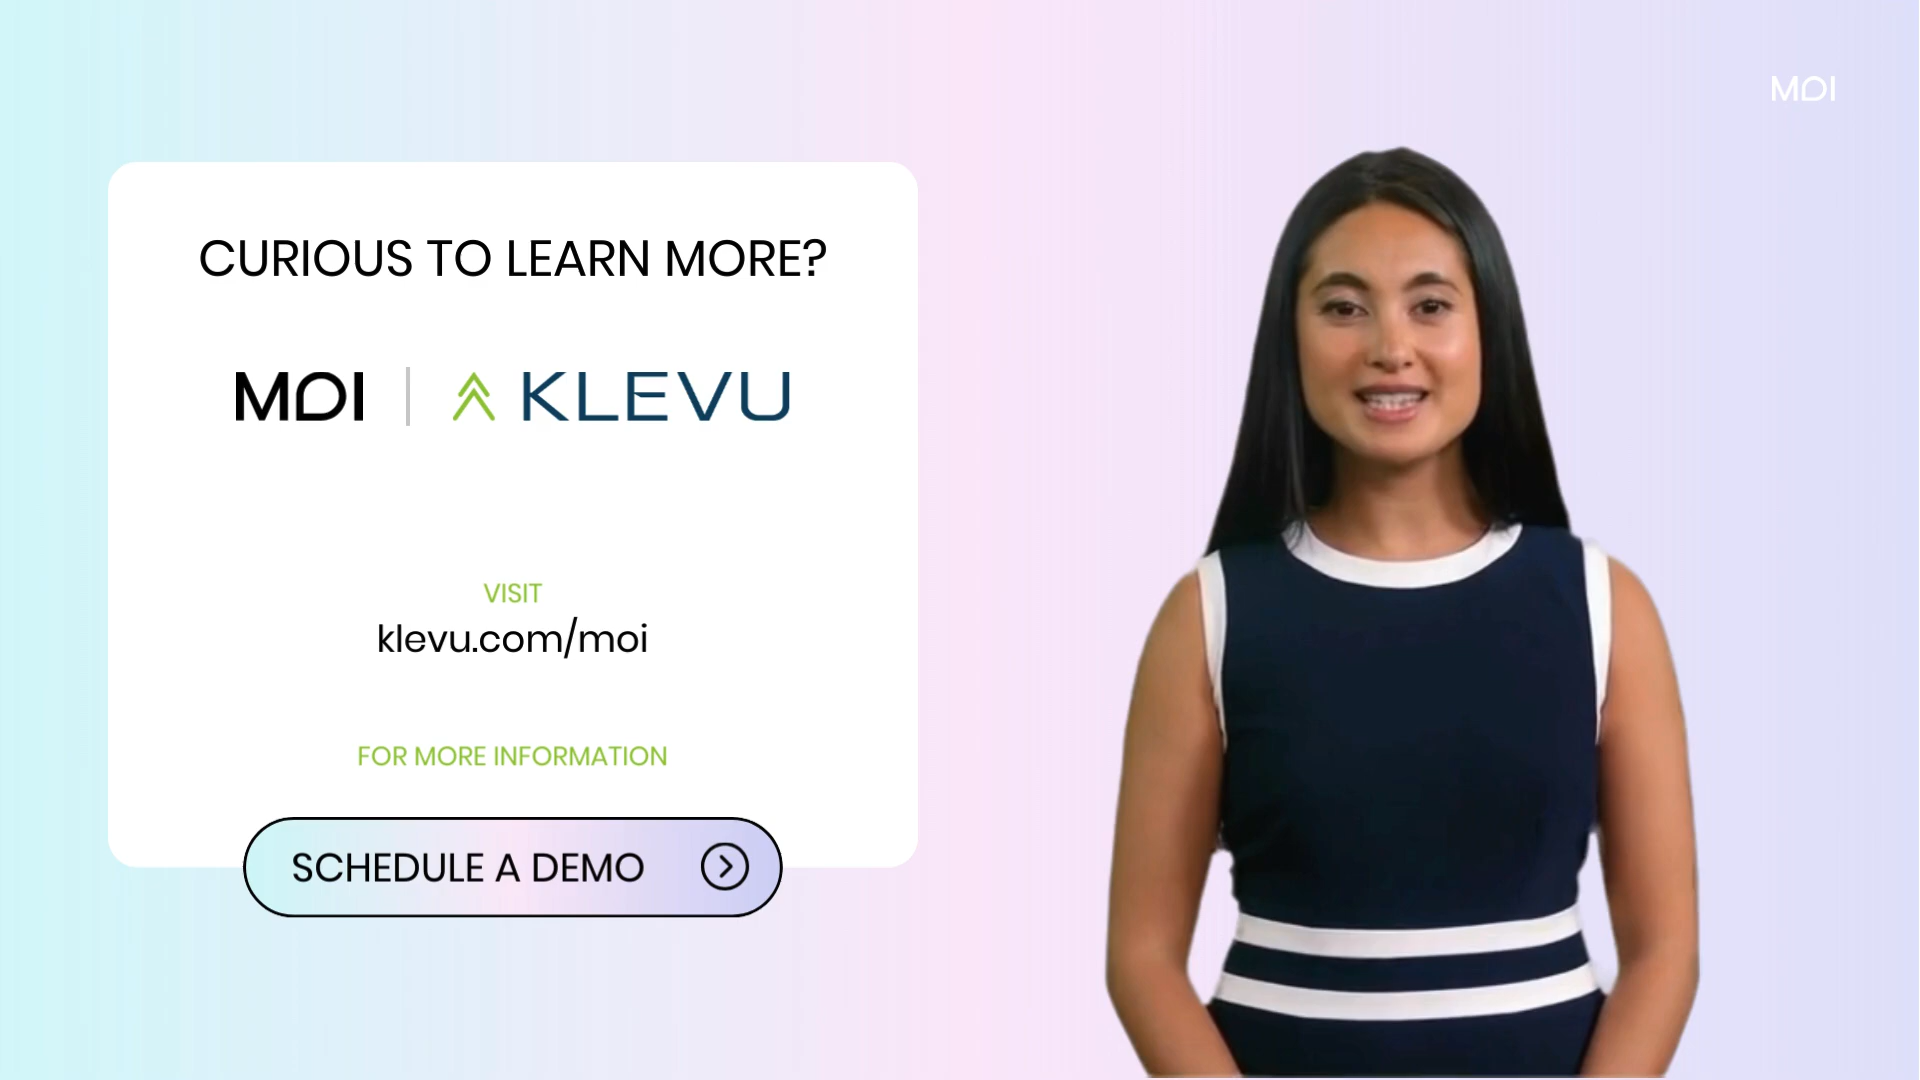 MOI
CURIOUS TO LEARN MORE?
MOI | KLEVU
VISIT
klevu.com/moi
FOR MORE INFORMATION
SCHEDULE A DEMO